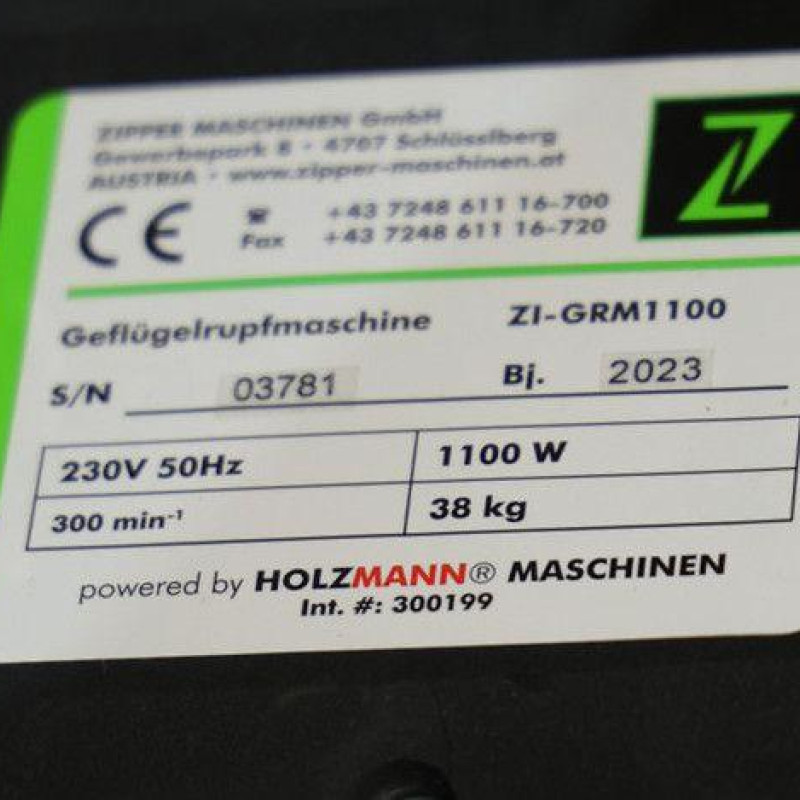 ZIPPER MASCHINEN GmbH
Gewerbepark 8 · 4707 Schlüsslberg
AUSTRIA · www.zipper-maschinen.at
CE ☎ +43 7248 611 16-700
Fax +43 7248 611 16-720
Z
Geflügelrupfmaschine ZI-GRM1100
S/N 03781 Bj. 2023
230V 50Hz 1100 W
300 min⁻¹ 38 kg
powered by HOLZMANN® MASCHINEN
Int. #: 300199